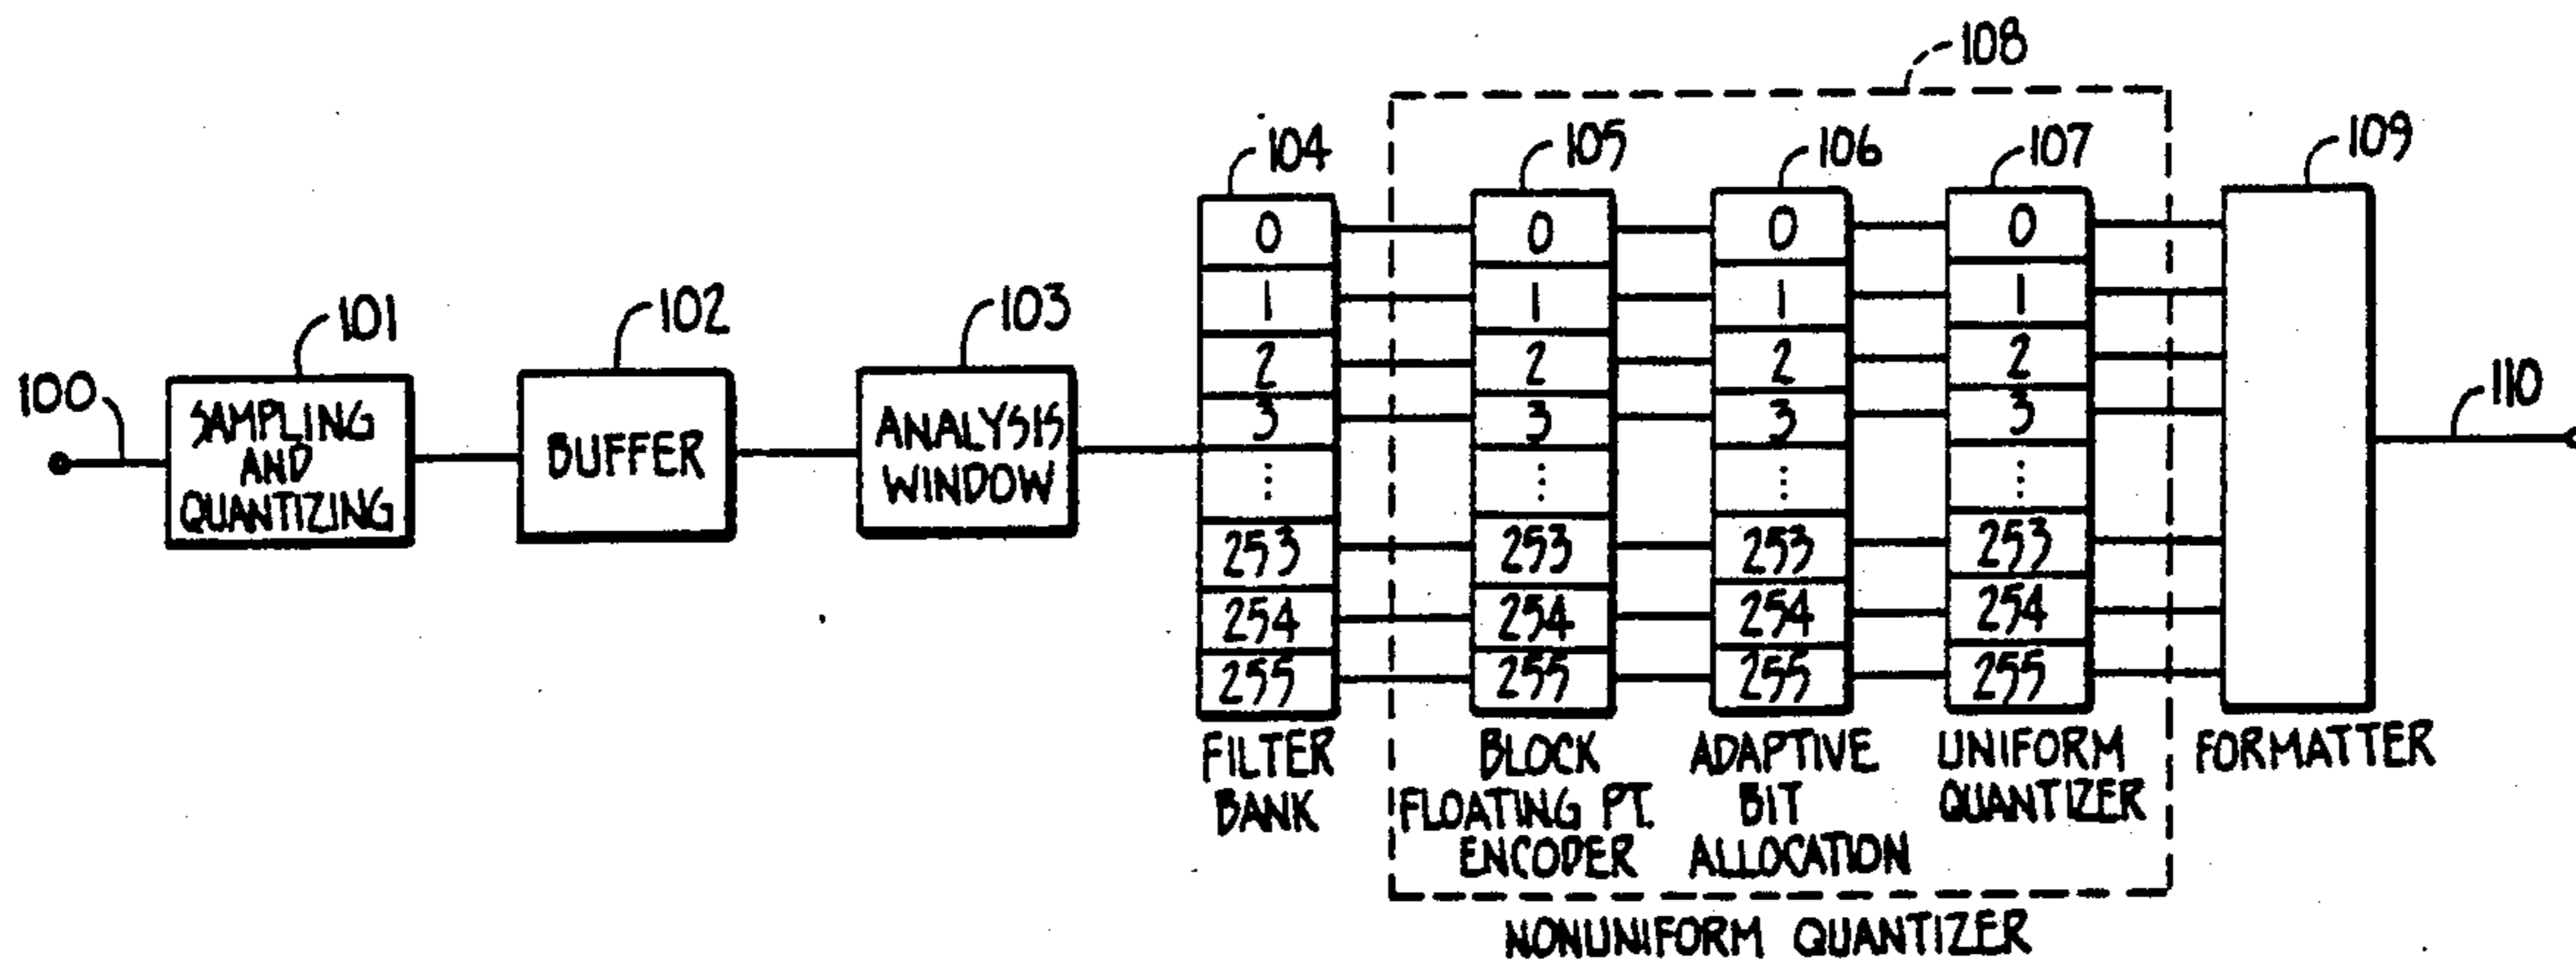 108
104
105
106
107
109
101
102
103
100
110
SAMPLING
AND
QUANTIZING
BUFFER
ANALYSIS
WINDOW
0
1
2
3
⋮
253
254
255
FILTER
BANK
0
1
2
3
⋮
253
254
255
BLOCK
FLOATING PT.
ENCODER
0
1
2
3
⋮
253
254
255
ADAPTIVE
BIT
ALLOCATION
0
1
2
3
⋮
253
254
255
UNIFORM
QUANTIZER
FORMATTER
NONUNIFORM QUANTIZER